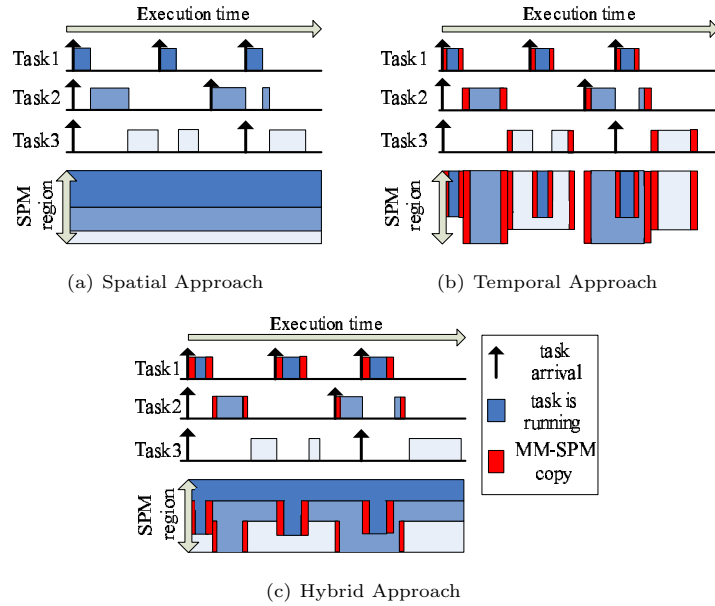 Execution time
Task1
Task2
Task3
SPM
region
(a) Spatial Approach
Execution time
Task1
Task2
Task3
SPM
region
(b) Temporal Approach
Execution time
Task1
Task2
Task3
SPM
region
task
arrival
task is
running
MM-SPM
copy
(c) Hybrid Approach